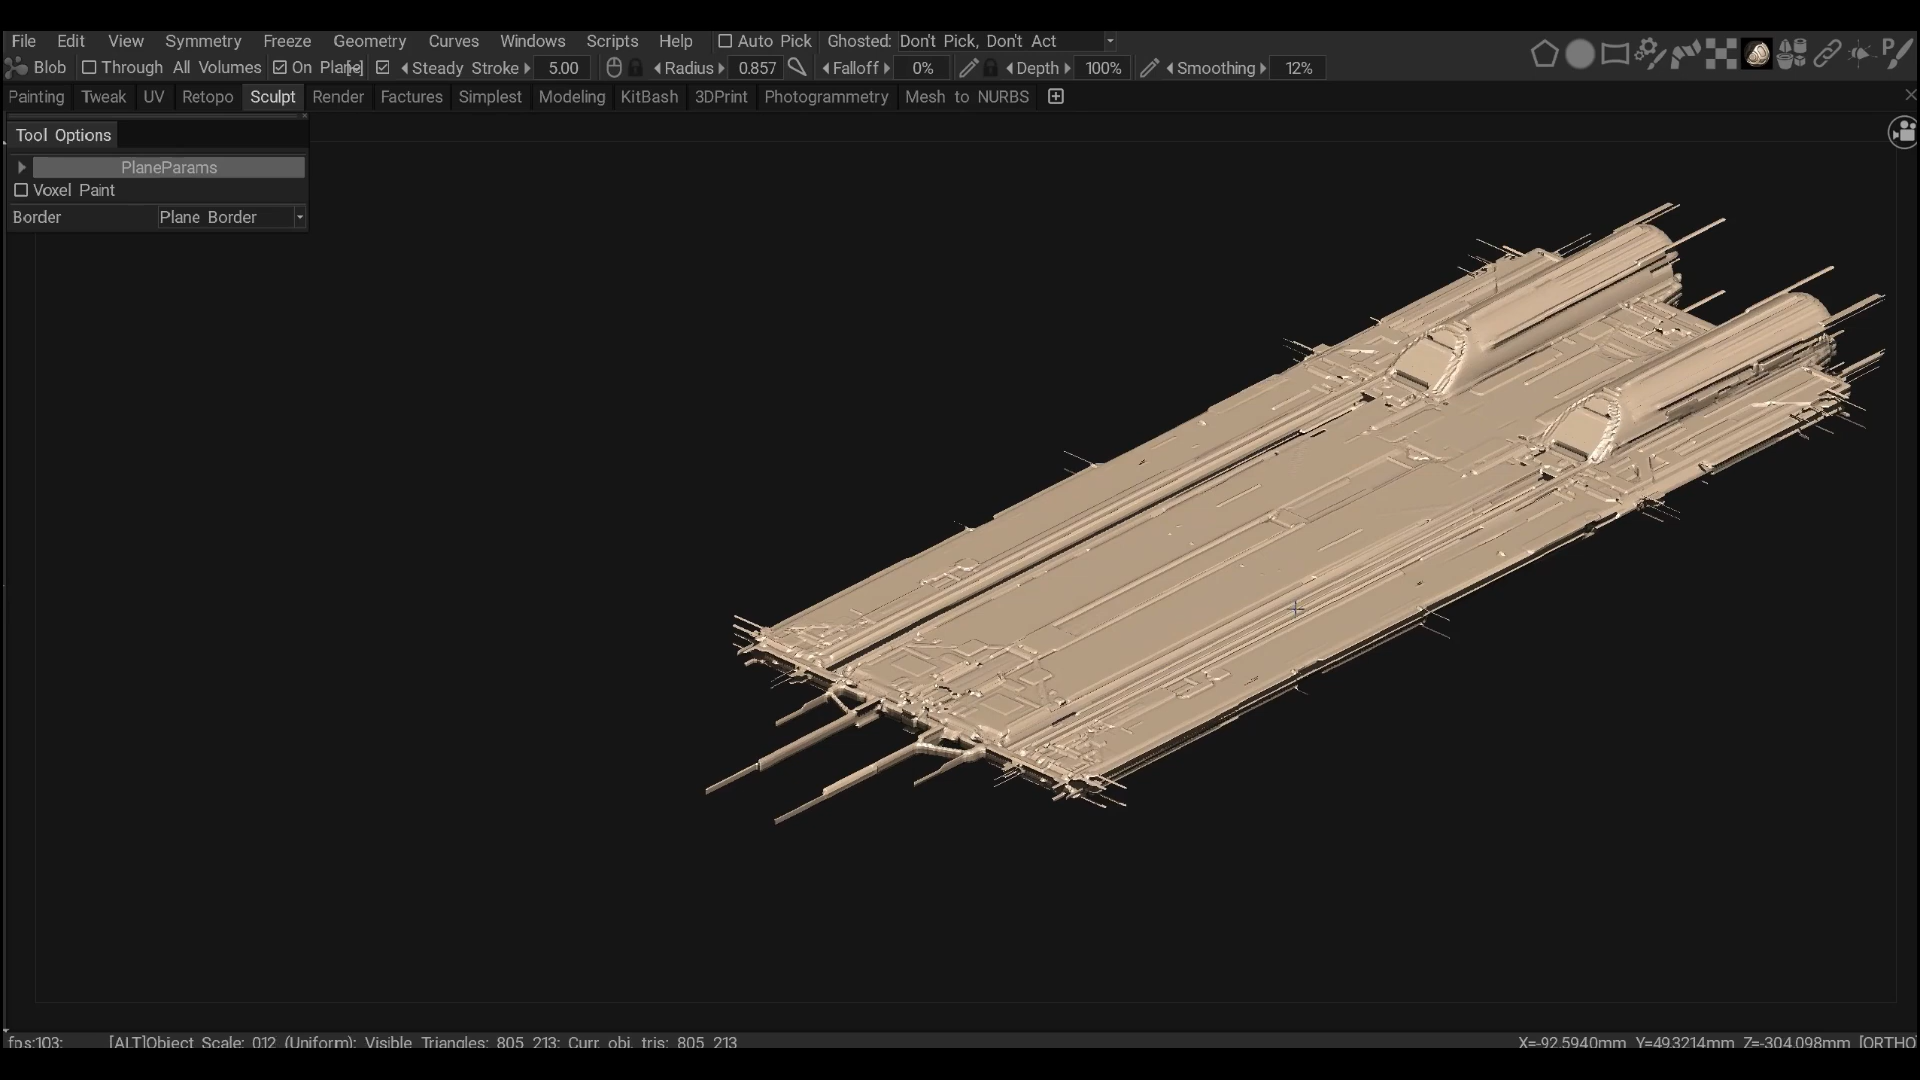 File Edit View Symmetry Freeze Geometry Curves Windows Scripts Help Auto Pick Ghosted: Don't Pick, Don't Act
Blob Through All Volumes On Plane Steady Stroke 5.00 Radius 0.857 Falloff 0% Depth 100% Smoothing 12%
Painting Tweak UV Retopo Sculpt Render Factures Simplest Modeling KitBash 3DPrint Photogrammetry Mesh to NURBS
Tool Options
PlaneParams
Voxel Paint
Border Plane Border
fps:103; [ALT]Object Scale: 012 (Uniform); Visible Triangles: 805 213; Curr. obj. tris: 805 213 X=-92.5940mm Y=49.3214mm Z=-304.098mm [ORTHO